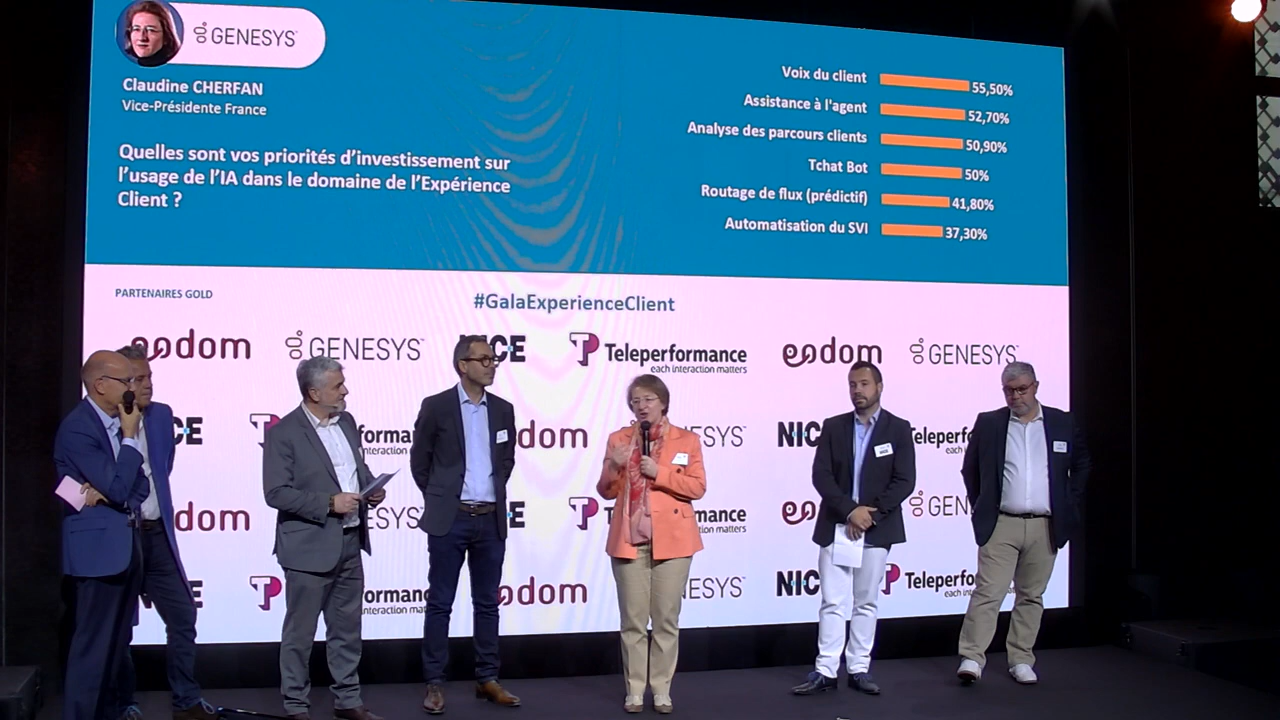 GENESYS
Claudine CHERFAN
Vice-Présidente France
Quelles sont vos priorités d'investissement sur
l'usage de l'IA dans le domaine de l'Expérience
Client ?
Voix du client 55,50%
Assistance à l'agent 52,70%
Analyse des parcours clients 50,90%
Tchat Bot 50%
Routage de flux (prédictif) 41,80%
Automatisation du SVI 37,30%
PARTENAIRES GOLD
#GalaExperienceClient
eodom GENESYS Teleperformance eodom GENESYS
each interaction matters
NICE